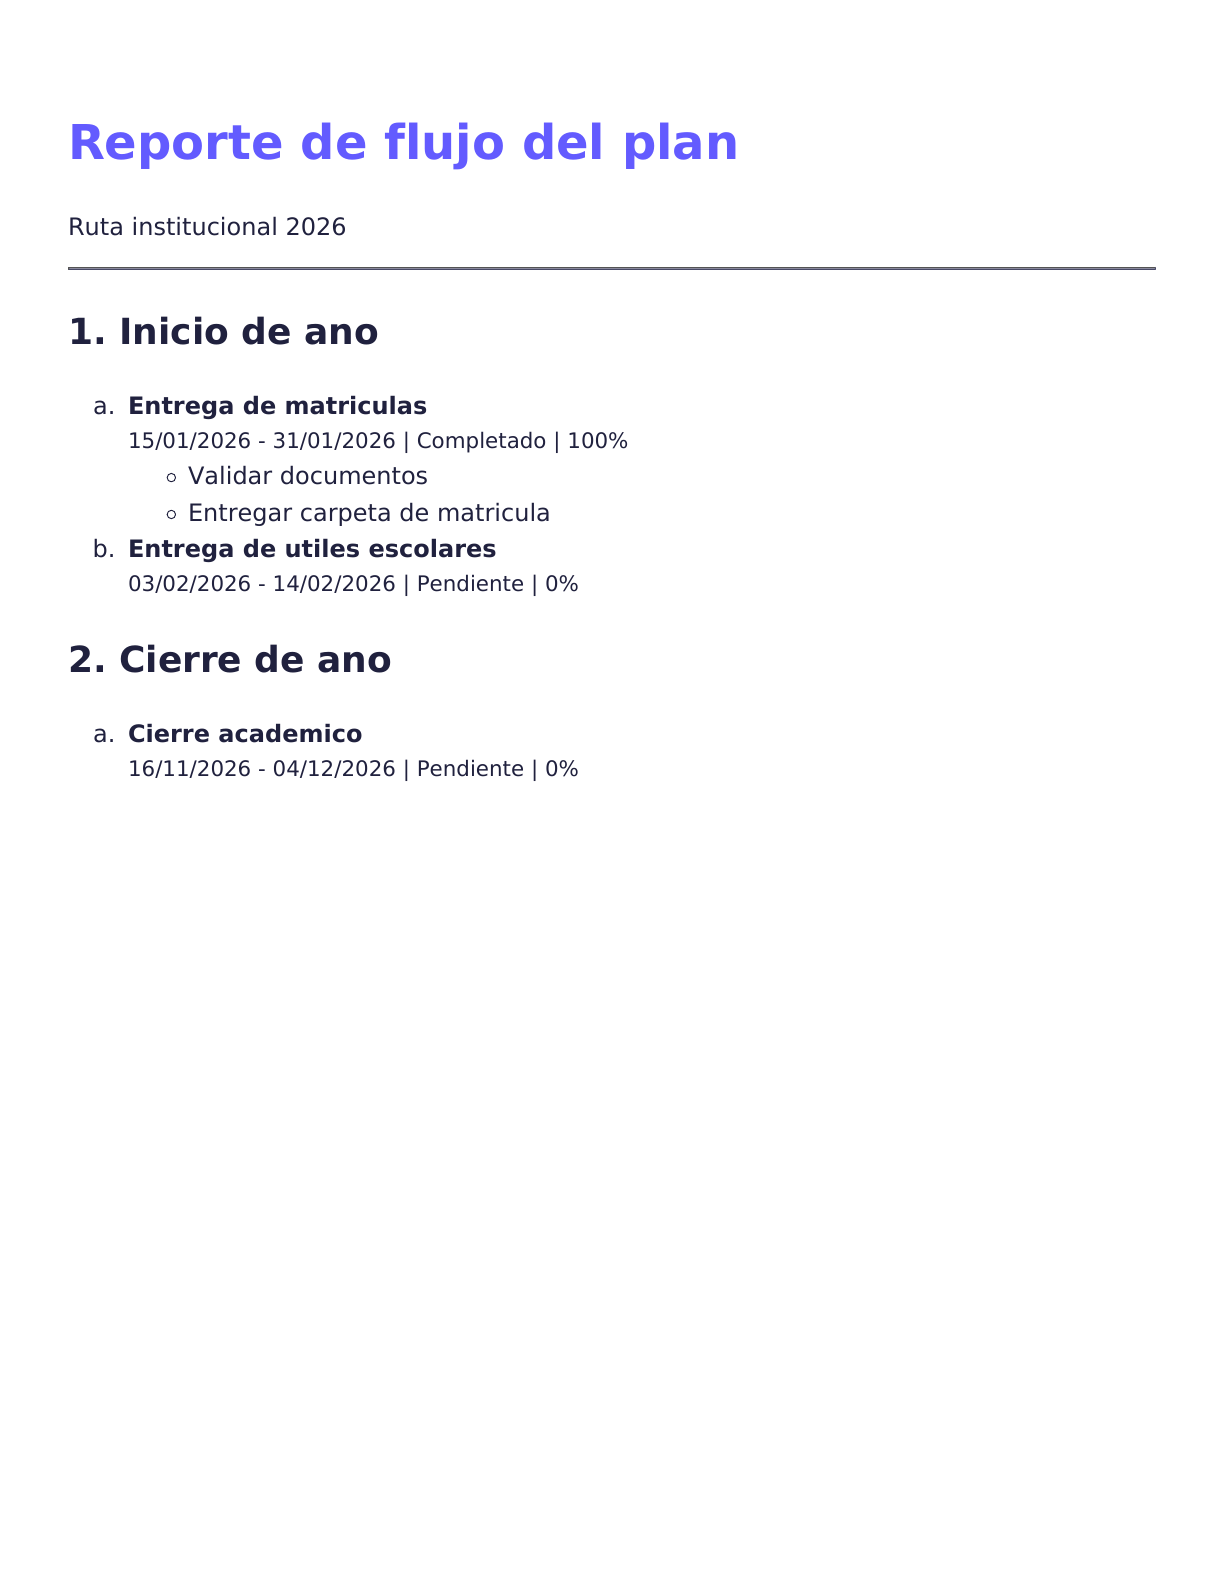 Reporte de flujo del plan
Ruta institucional 2026
1. Inicio de ano
a. Entrega de matriculas
15/01/2026 - 31/01/2026 | Completado | 100%
Validar documentos
Entregar carpeta de matricula
b. Entrega de utiles escolares
03/02/2026 - 14/02/2026 | Pendiente | 0%
2. Cierre de ano
a. Cierre academico
16/11/2026 - 04/12/2026 | Pendiente | 0%